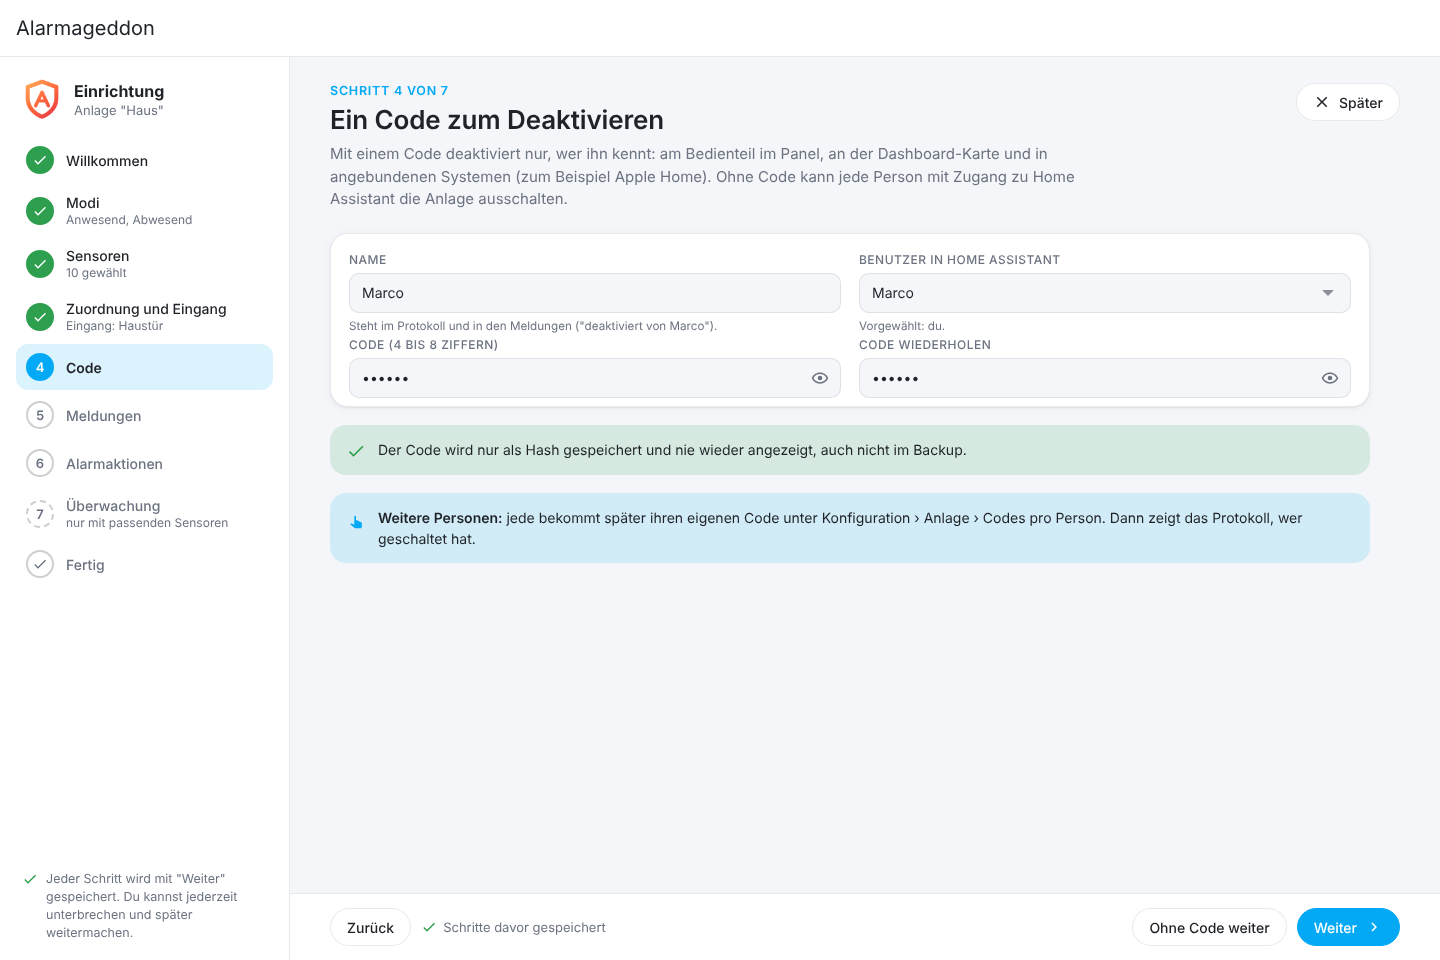 Alarmageddon
Einrichtung
Anlage "Haus"
Willkommen
Modi
Anwesend, Abwesend
Sensoren
10 gewählt
Zuordnung und Eingang
Eingang: Haustür
4 Code
5 Meldungen
6 Alarmaktionen
7 Überwachung
nur mit passenden Sensoren
Fertig
Jeder Schritt wird mit "Weiter"
gespeichert. Du kannst jederzeit
unterbrechen und später
weitermachen.
SCHRITT 4 VON 7
Ein Code zum Deaktivieren
Mit einem Code deaktiviert nur, wer ihn kennt: am Bedienteil im Panel, an der Dashboard-Karte und in
angebundenen Systemen (zum Beispiel Apple Home). Ohne Code kann jede Person mit Zugang zu Home
Assistant die Anlage ausschalten.
Später
NAME
Marco
Steht im Protokoll und in den Meldungen ("deaktiviert von Marco").
BENUTZER IN HOME ASSISTANT
Marco
Vorgewählt: du.
CODE (4 BIS 8 ZIFFERN)
••••••
CODE WIEDERHOLEN
••••••
Der Code wird nur als Hash gespeichert und nie wieder angezeigt, auch nicht im Backup.
Weitere Personen: jede bekommt später ihren eigenen Code unter Konfiguration › Anlage › Codes pro Person. Dann zeigt das Protokoll, wer
geschaltet hat.
Zurück
Schritte davor gespeichert
Ohne Code weiter
Weiter